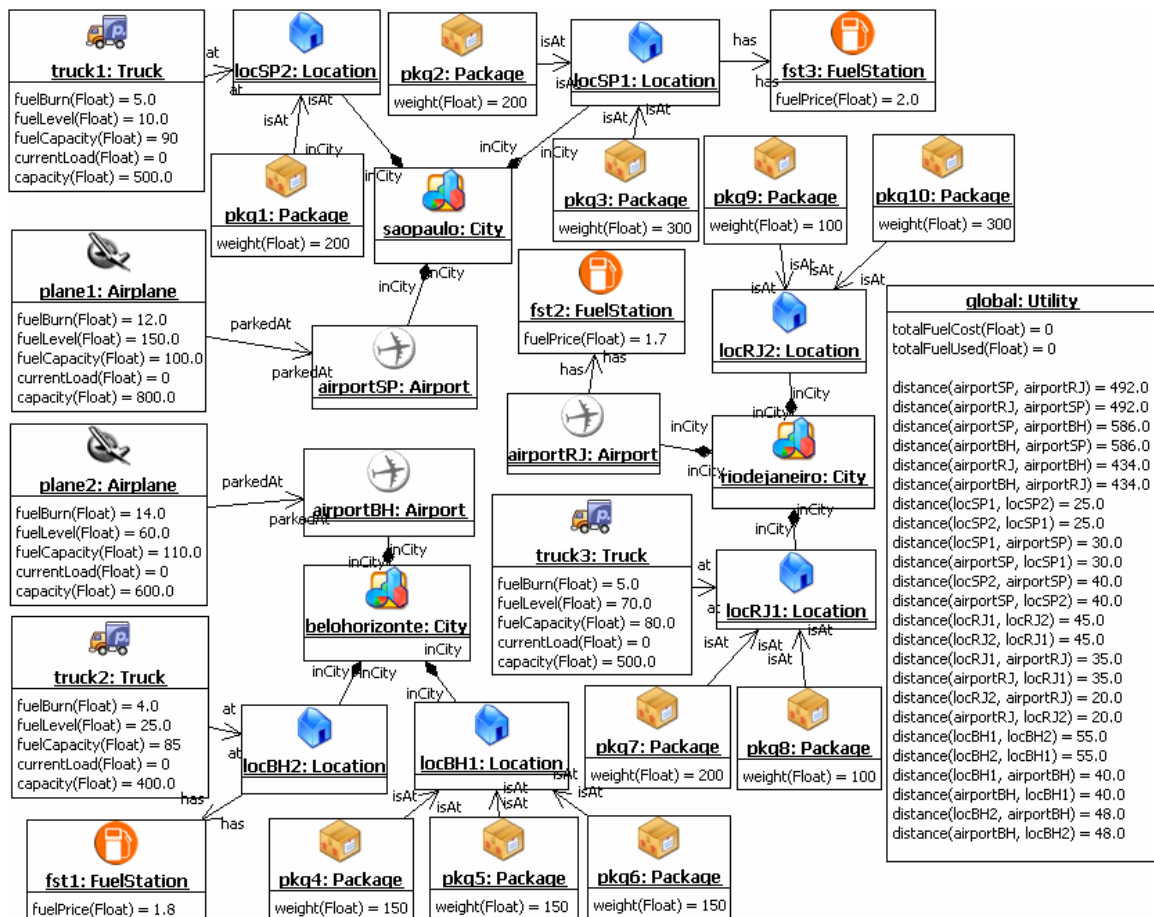 truck1: Truck
fuelBurn(Float) = 5.0
fuelLevel(Float) = 10.0
fuelCapacity(Float) = 90
currentLoad(Float) = 0
capacity(Float) = 500.0
at
at
locSP2: Location
isAt
isAt
pkg2: Package
weight(Float) = 200
isAt
isAt
locSP1: Location
has
has
fst3: FuelStation
fuelPrice(Float) = 2.0
inCity
inCity
inCity
inCity
isAt
isAt
pkg1: Package
weight(Float) = 200
saopaulo: City
pkg3: Package
weight(Float) = 300
pkg9: Package
weight(Float) = 100
pkg10: Package
weight(Float) = 300
inCity
inCity
isAt
isAt
isAt
isAt
plane1: Airplane
fuelBurn(Float) = 12.0
fuelLevel(Float) = 150.0
fuelCapacity(Float) = 100.0
currentLoad(Float) = 0
capacity(Float) = 800.0
parkedAt
parkedAt
airportSP: Airport
fst2: FuelStation
fuelPrice(Float) = 1.7
has
has
locRJ2: Location
inCity
inCity
airportRJ: Airport
inCity
inCity
riodejaneiro: City
inCity
inCity
global: Utility
totalFuelCost(Float) = 0
totalFuelUsed(Float) = 0
distance(airportSP, airportRJ) = 492.0
distance(airportRJ, airportSP) = 492.0
distance(airportSP, airportBH) = 586.0
distance(airportBH, airportSP) = 586.0
distance(airportRJ, airportBH) = 434.0
distance(airportBH, airportRJ) = 434.0
distance(locSP1, locSP2) = 25.0
distance(locSP2, locSP1) = 25.0
distance(locSP1, airportSP) = 30.0
distance(airportSP, locSP1) = 30.0
distance(locSP2, airportSP) = 40.0
distance(airportSP, locSP2) = 40.0
distance(locRJ1, locRJ2) = 45.0
distance(locRJ2, locRJ1) = 45.0
distance(locRJ1, airportRJ) = 35.0
distance(airportRJ, locRJ1) = 35.0
distance(locRJ2, airportRJ) = 20.0
distance(airportRJ, locRJ2) = 20.0
distance(locBH1, locBH2) = 55.0
distance(locBH2, locBH1) = 55.0
distance(locBH1, airportBH) = 40.0
distance(airportBH, locBH1) = 40.0
distance(locBH2, airportBH) = 48.0
distance(airportBH, locBH2) = 48.0
plane2: Airplane
fuelBurn(Float) = 14.0
fuelLevel(Float) = 60.0
fuelCapacity(Float) = 110.0
currentLoad(Float) = 0
capacity(Float) = 600.0
parkedAt
parkedAt
airportBH: Airport
inCity
inCity
belohorizonte: City
inCity
inCity
inCity
inCity
truck3: Truck
fuelBurn(Float) = 5.0
fuelLevel(Float) = 70.0
fuelCapacity(Float) = 80.0
currentLoad(Float) = 0
capacity(Float) = 500.0
at
at
locRJ1: Location
isAt
isAt
isAt
isAt
truck2: Truck
fuelBurn(Float) = 4.0
fuelLevel(Float) = 25.0
fuelCapacity(Float) = 85
currentLoad(Float) = 0
capacity(Float) = 400.0
at
at
locBH2: Location
locBH1: Location
pkg7: Package
weight(Float) = 200
pkg8: Package
weight(Float) = 100
has
has
isAt
isAt
isAt
isAt
isAt
isAt
fst1: FuelStation
fuelPrice(Float) = 1.8
pkg4: Package
weight(Float) = 150
pkg5: Package
weight(Float) = 150
pkg6: Package
weight(Float) = 150